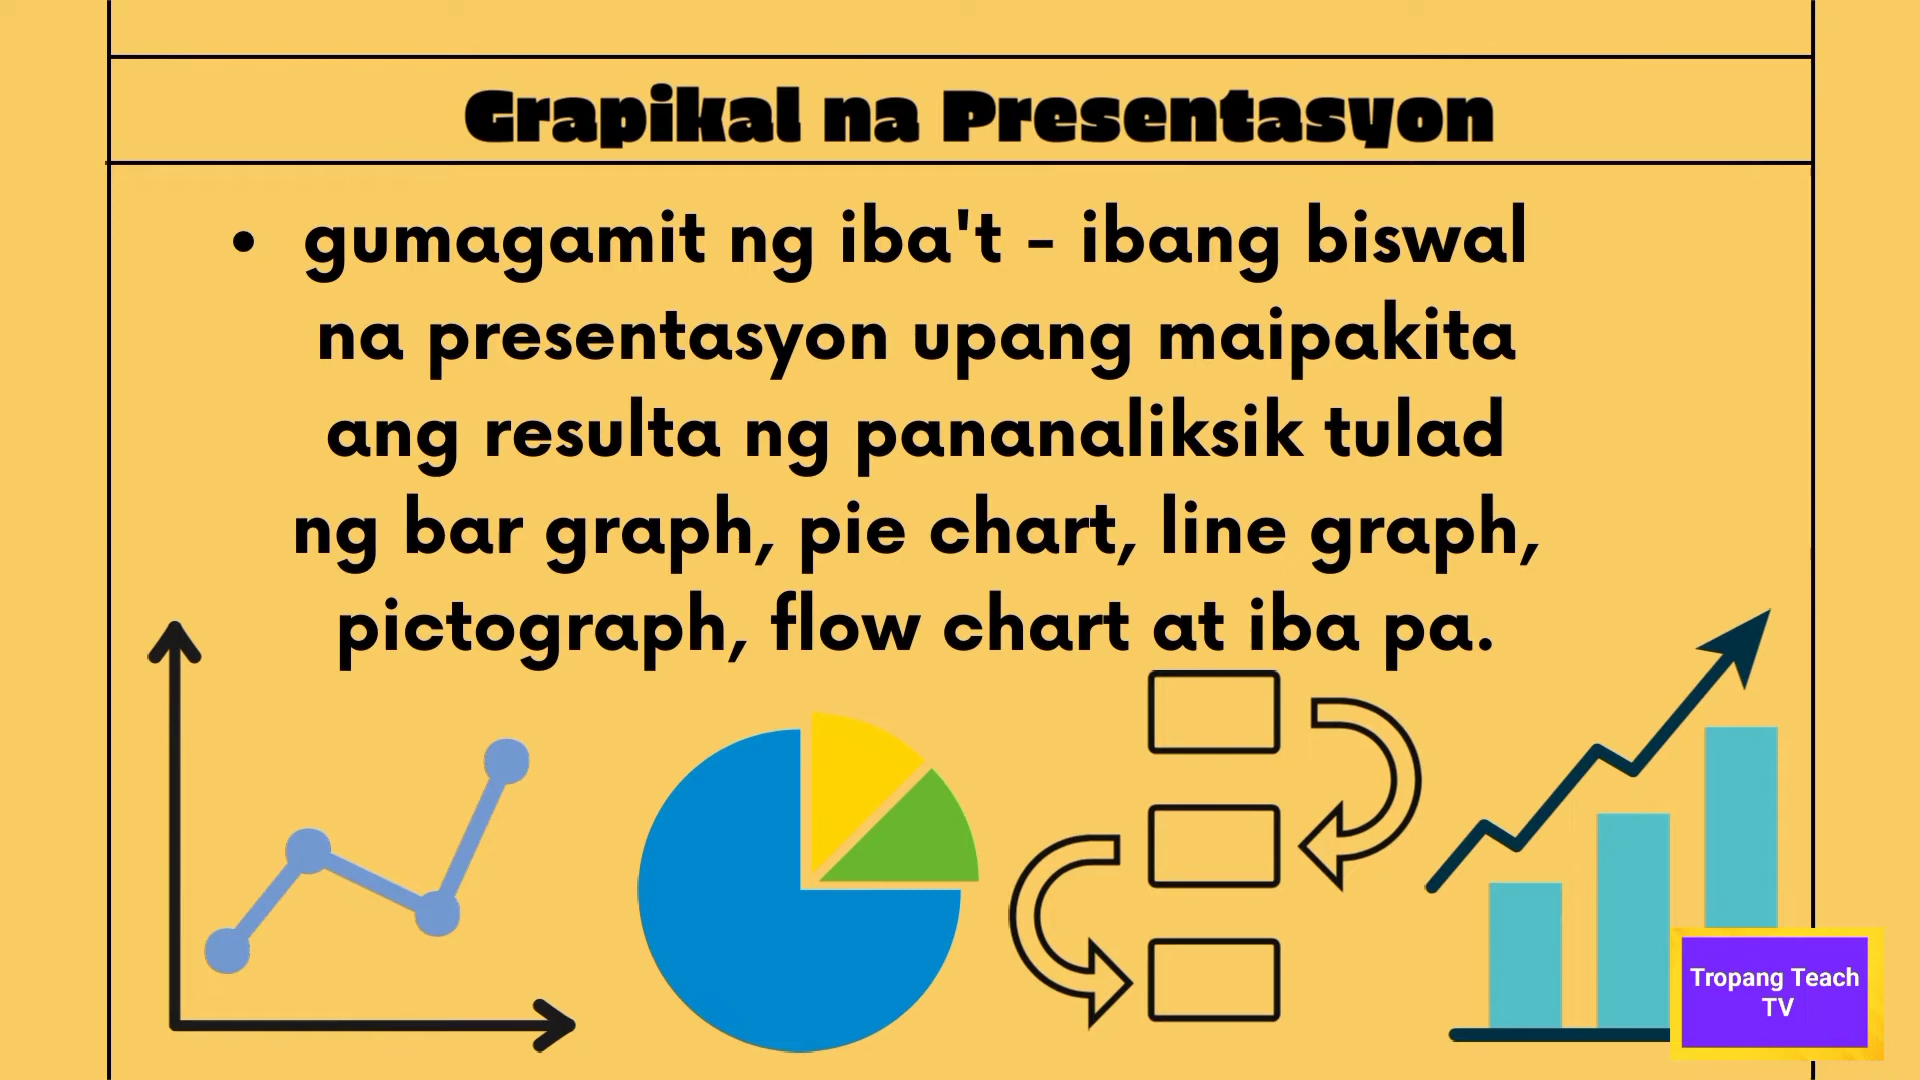 Grapikal na Presentasyon
• gumagamit ng iba't - ibang biswal
na presentasyon upang maipakita
ang resulta ng pananaliksik tulad
ng bar graph, pie chart, line graph,
pictograph, flow chart at iba pa.
Tropang Teach
TV